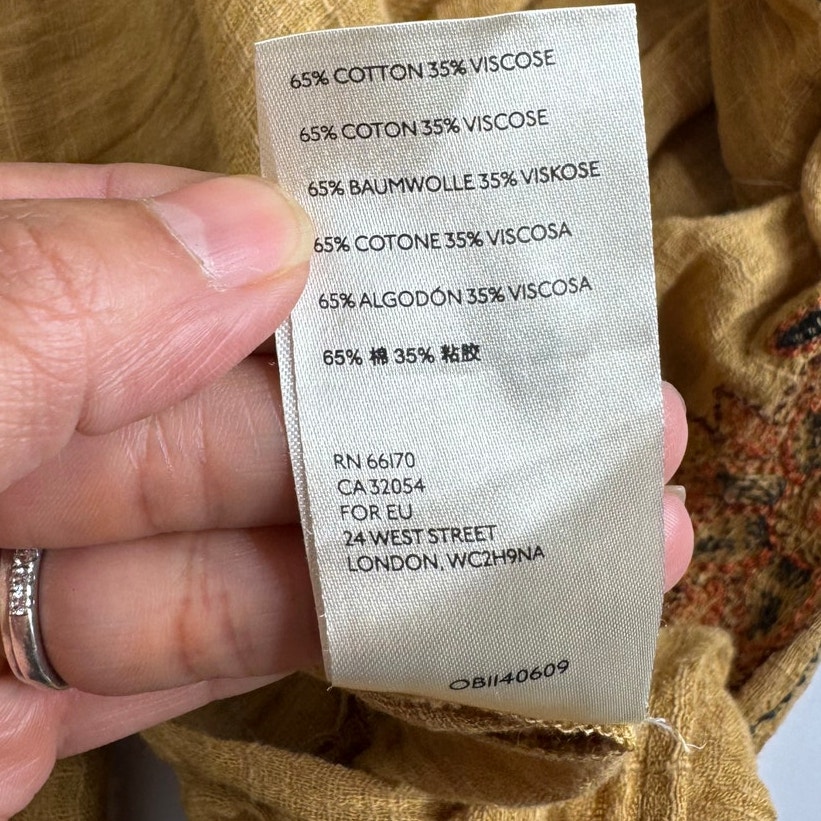 65% COTTON 35% VISCOSE
65% COTON 35% VISCOSE
65% BAUMWOLLE 35% VISKOSE
65% COTONE 35% VISCOSA
65% ALGODÓN 35% VISCOSA
65% 棉 35% 粘胶
RN 66170
CA 32054
FOR EU
24 WEST STREET
LONDON, WC2H9NA
OB1140609